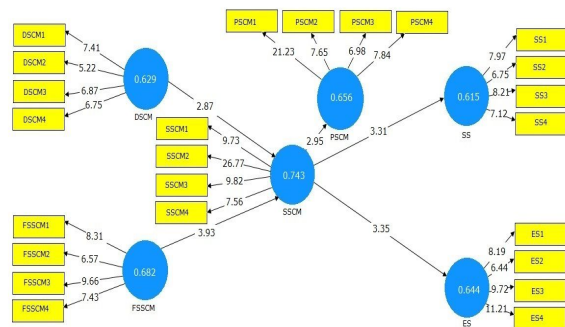 DSCM1
DSCM2
DSCM3
DSCM4
7.41
5.22
6.87
6.75
0.629
DSCM
PSCM1
PSCM2
PSCM3
PSCM4
21.23
7.65
6.98
7.84
0.656
PSCM
SS1
SS2
SS3
SS4
7.97
6.75
8.21
7.12
0.615
SS
2.87
2.95
3.31
SSCM1
SSCM2
SSCM3
SSCM4
9.73
26.77
9.82
7.56
0.743
SSCM
3.93
3.35
FSSCM1
FSSCM2
FSSCM3
FSSCM4
8.31
6.57
9.66
7.43
0.682
FSSCM
ES1
ES2
ES3
ES4
8.19
6.44
9.72
11.21
0.644
ES